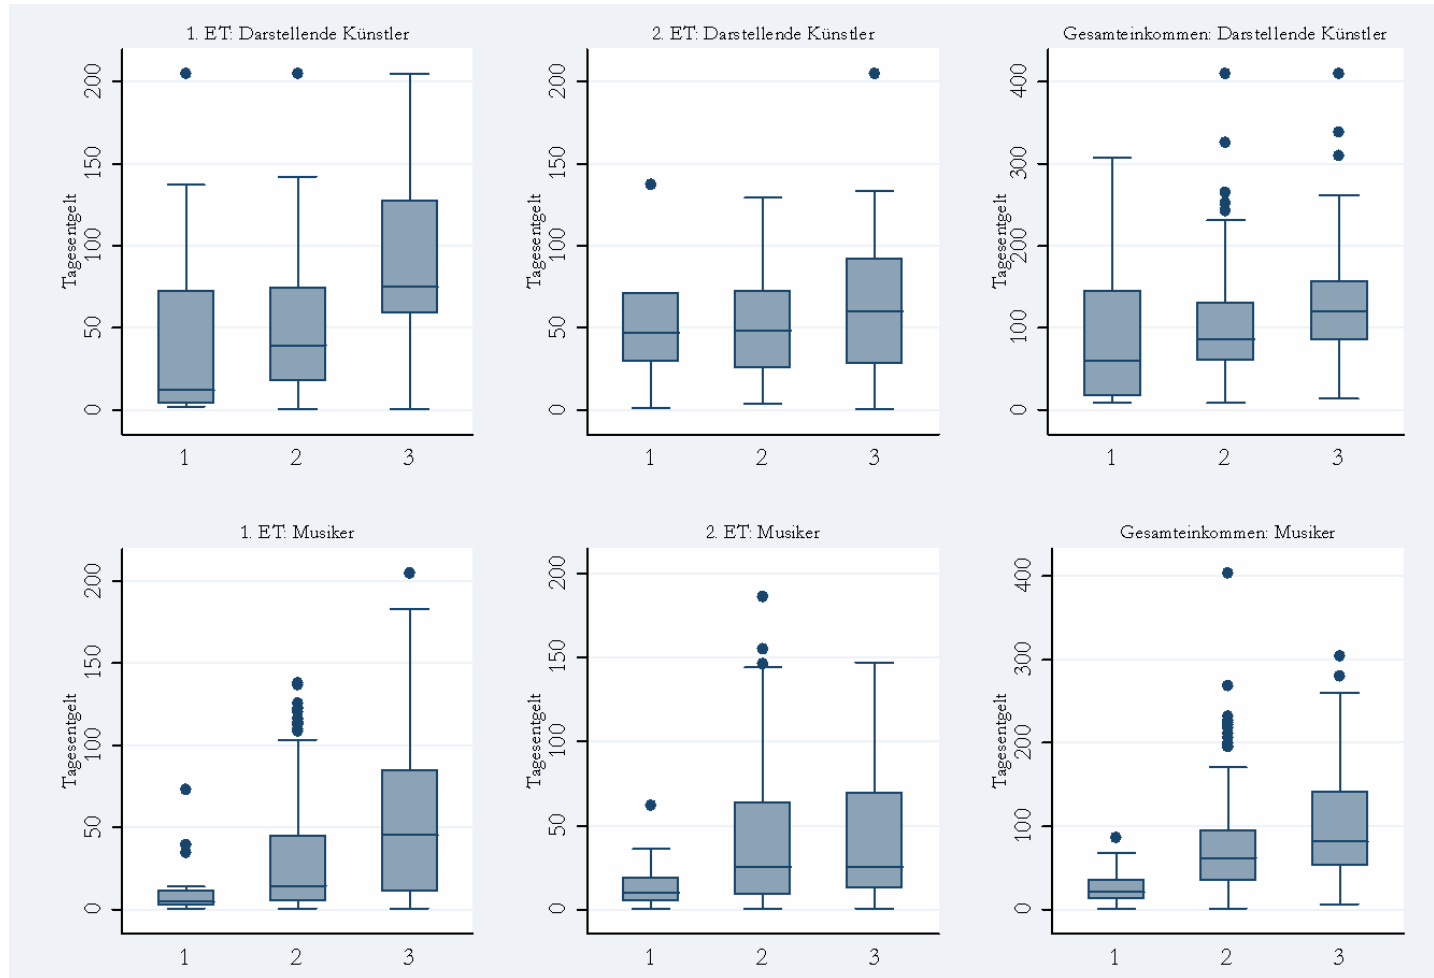 1. ET: Darstellende Künstler
200
150
100
50
0
Tagesentgelt
1 2 3
2. ET: Darstellende Künstler
200
150
100
50
0
Tagesentgelt
1 2 3
Gesamteinkommen: Darstellende Künstler
400
300
200
100
0
Tagesentgelt
1 2 3
1. ET: Musiker
200
150
100
50
0
Tagesentgelt
1 2 3
2. ET: Musiker
200
150
100
50
0
Tagesentgelt
1 2 3
Gesamteinkommen: Musiker
400
300
200
100
0
Tagesentgelt
1 2 3